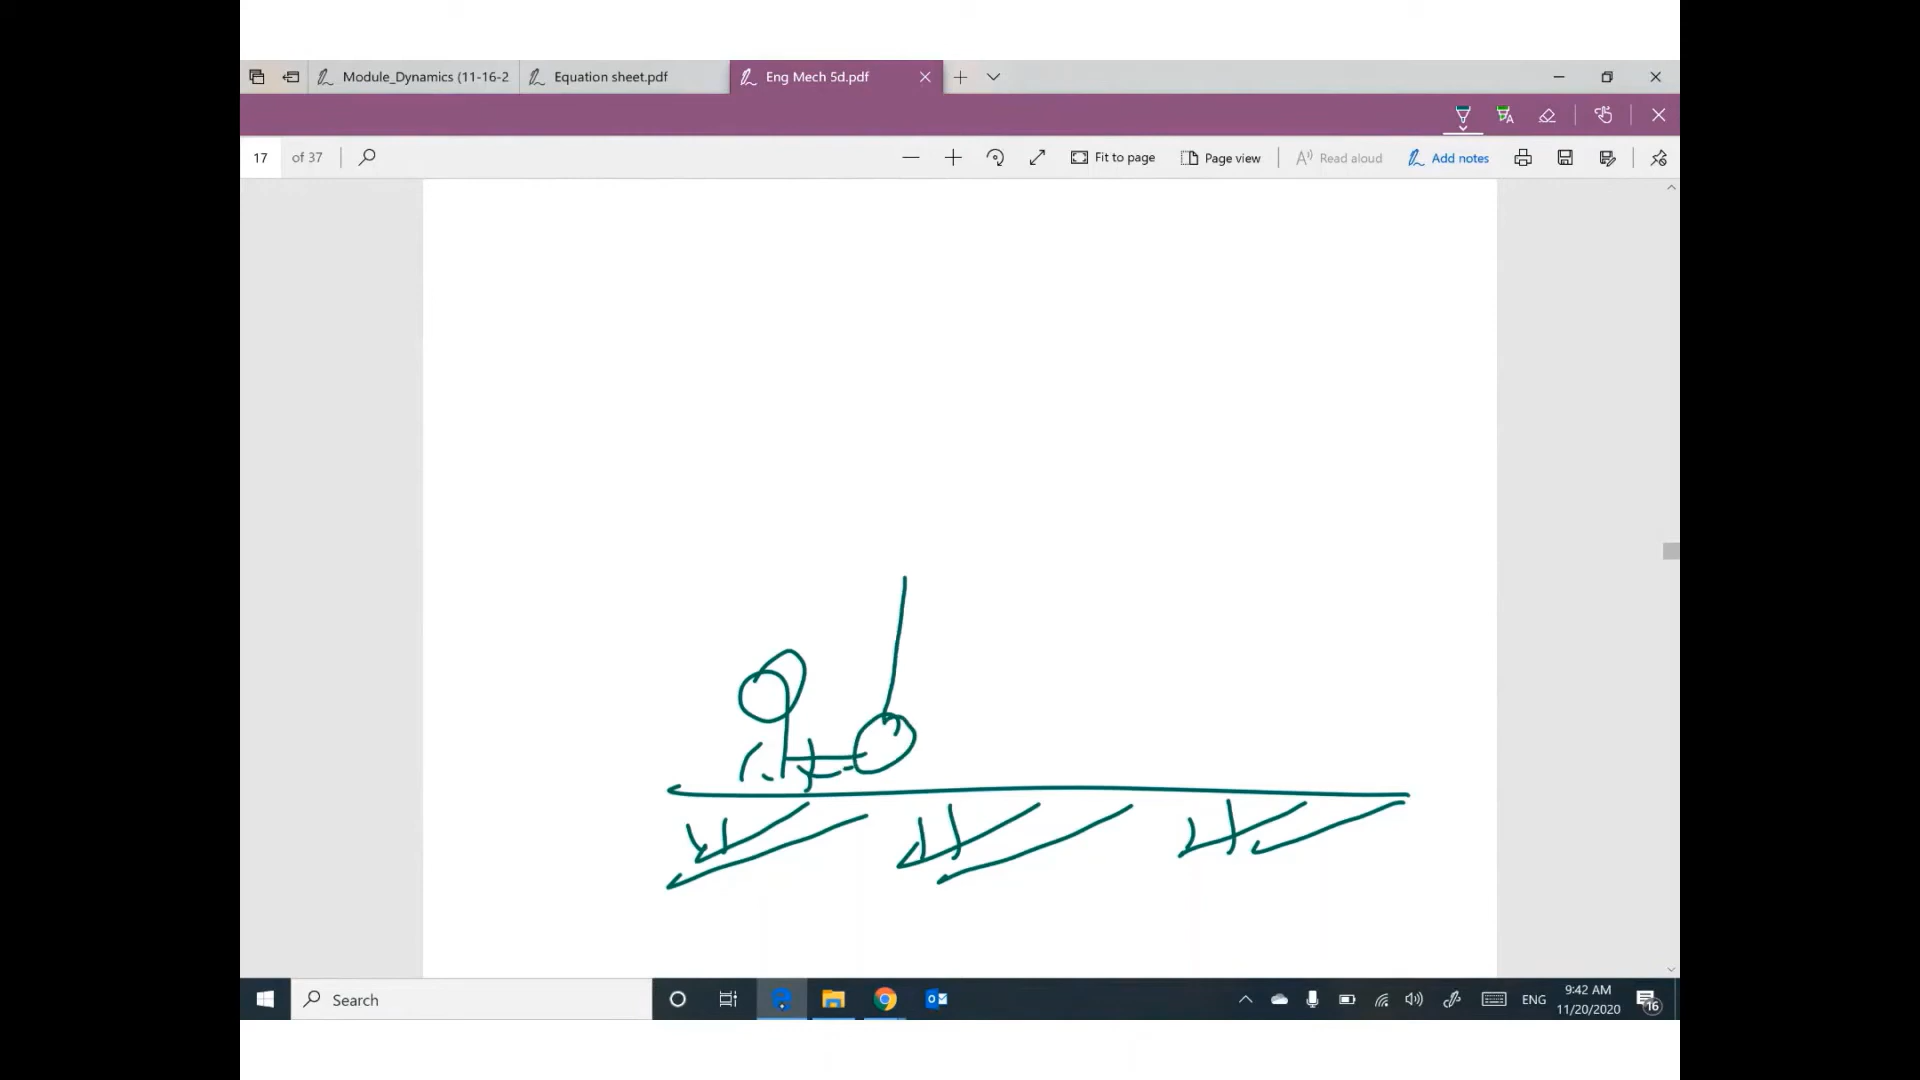 Module_Dynamics (11-16-2
Equation sheet.pdf
Eng Mech 5d.pdf
17 of 37
Fit to page
Page view
Read aloud
Add notes
Search
ENG
9:42 AM
11/20/2020
16